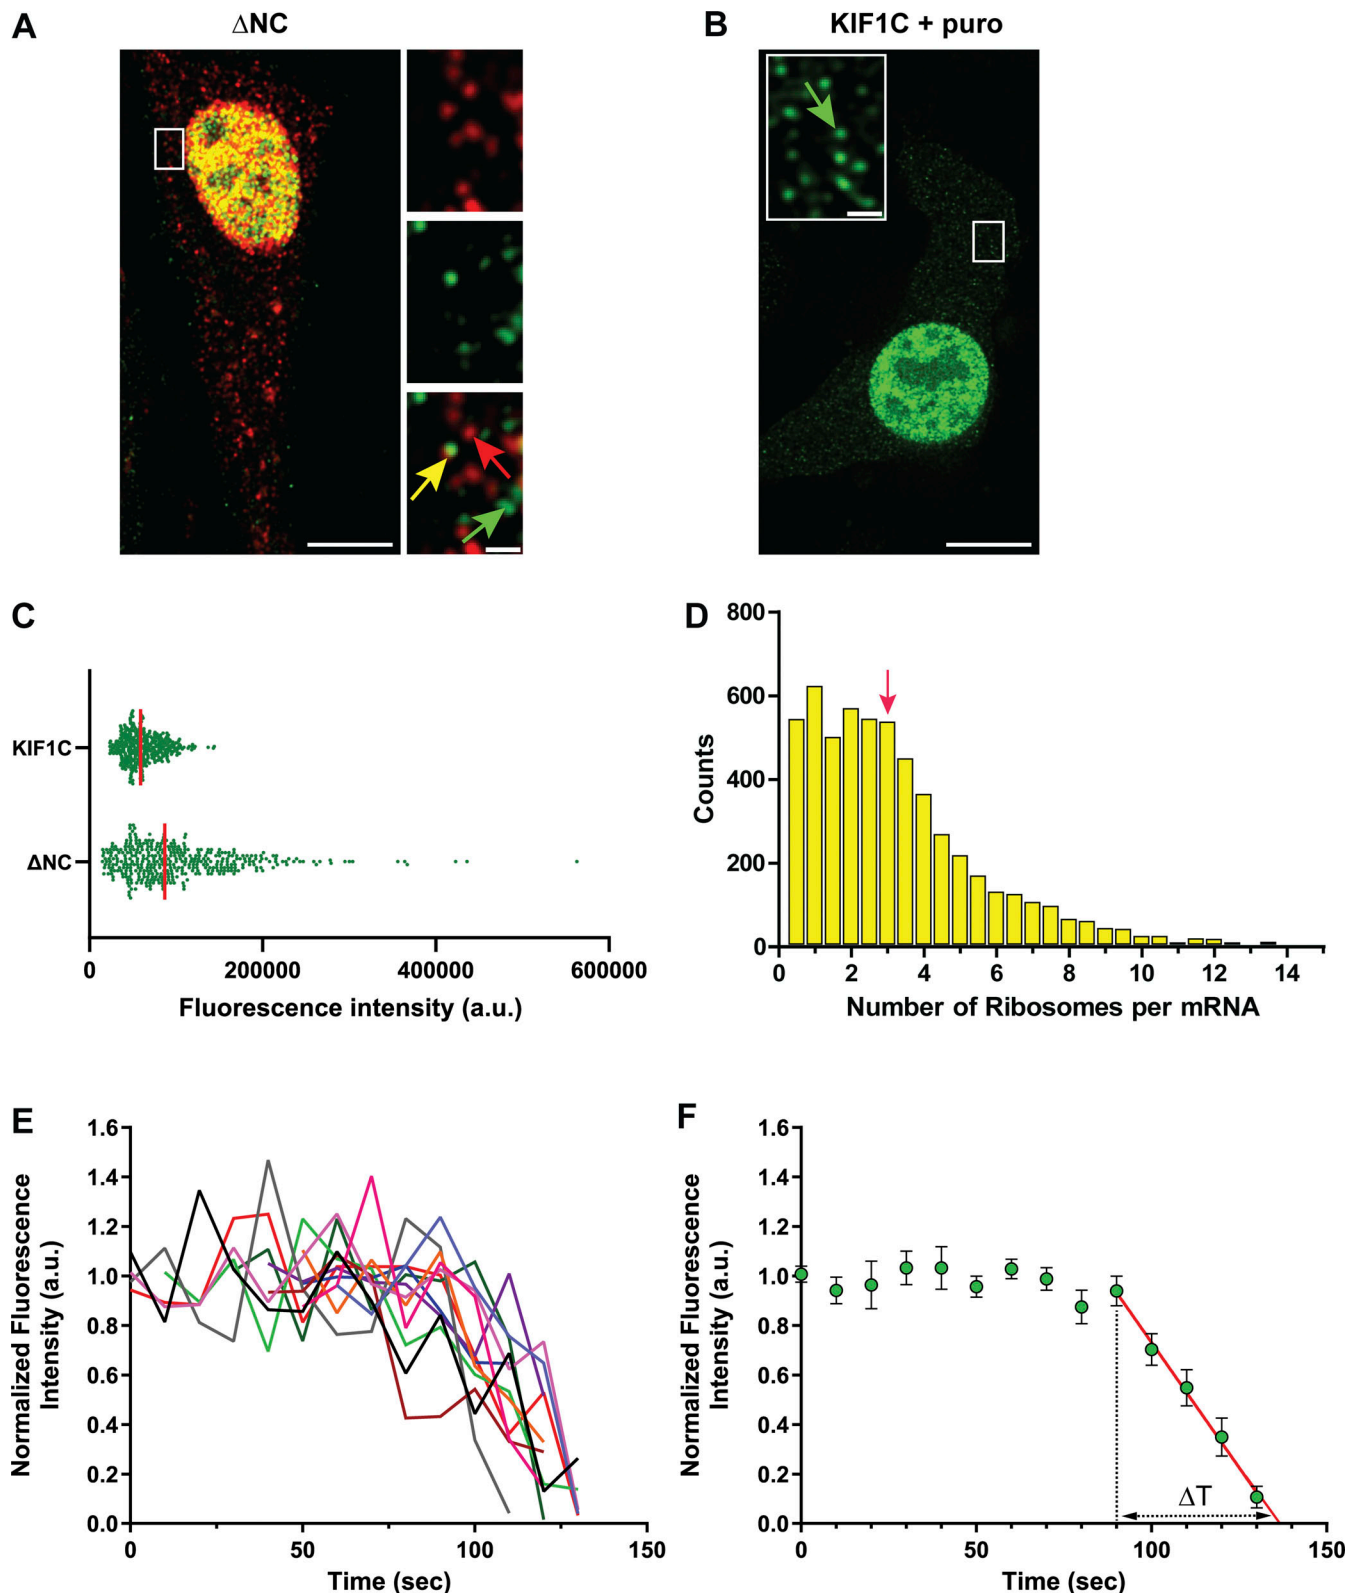 A
ΔNC
B
KIF1C + puro
C
KIF1C
ΔNC
0
200000
400000
600000
Fluorescence intensity (a.u.)
D
800
600
400
200
0
Counts
0
2
4
6
8
10
12
14
Number of Ribosomes per mRNA
E
1.6
1.4
1.2
1.0
0.8
0.6
0.4
0.2
0.0
Normalized Fluorescence
Intensity (a.u.)
0
50
100
150
Time (sec)
F
1.6
1.4
1.2
1.0
0.8
0.6
0.4
0.2
0.0
Normalized Fluorescence
Intensity (a.u.)
ΔT
0
50
100
150
Time (sec)